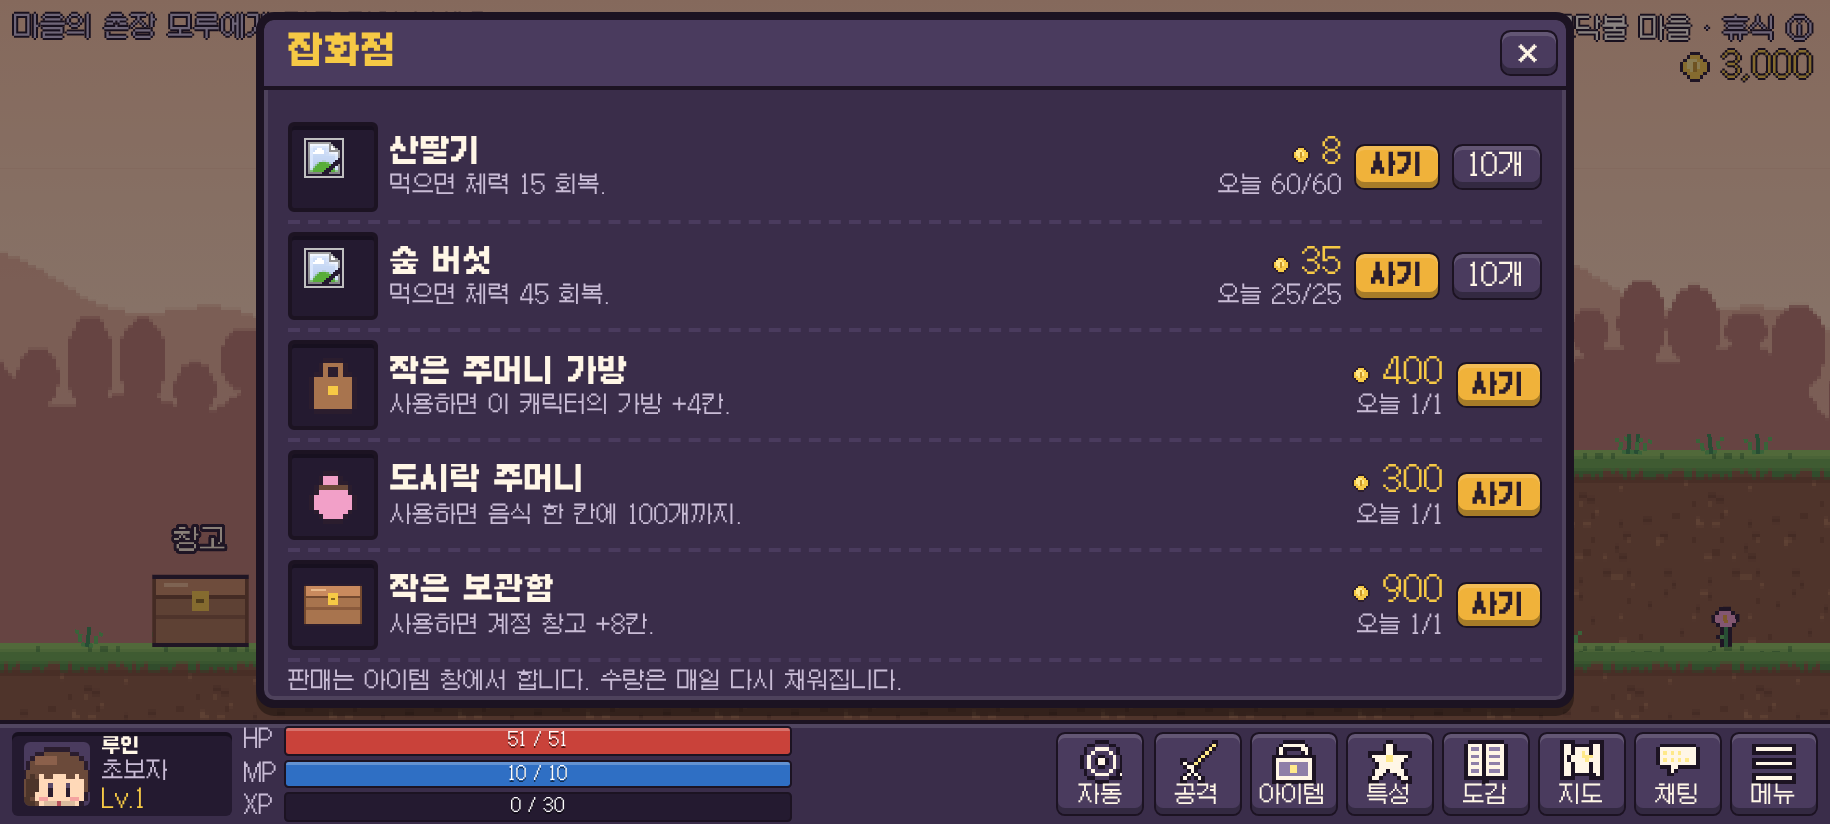 마을의 촌장 모루에게
닥불 마을 · 휴식
3,000
잡화점
산딸기
먹으면 체력 15 회복.
8
오늘 60/60
사기
10개
숲 버섯
먹으면 체력 45 회복.
35
오늘 25/25
사기
10개
작은 주머니 가방
사용하면 이 캐릭터의 가방 +4칸.
400
오늘 1/1
사기
도시락 주머니
사용하면 음식 한 칸에 100개까지.
300
오늘 1/1
사기
작은 보관함
사용하면 계정 창고 +8칸.
900
오늘 1/1
사기
판매는 아이템 창에서 합니다. 수량은 매일 다시 채워집니다.
창고
루인
초보자
Lv.1
HP 51 / 51
MP 10 / 10
XP 0 / 30
자동
공격
아이템
특성
도감
지도
채팅
메뉴